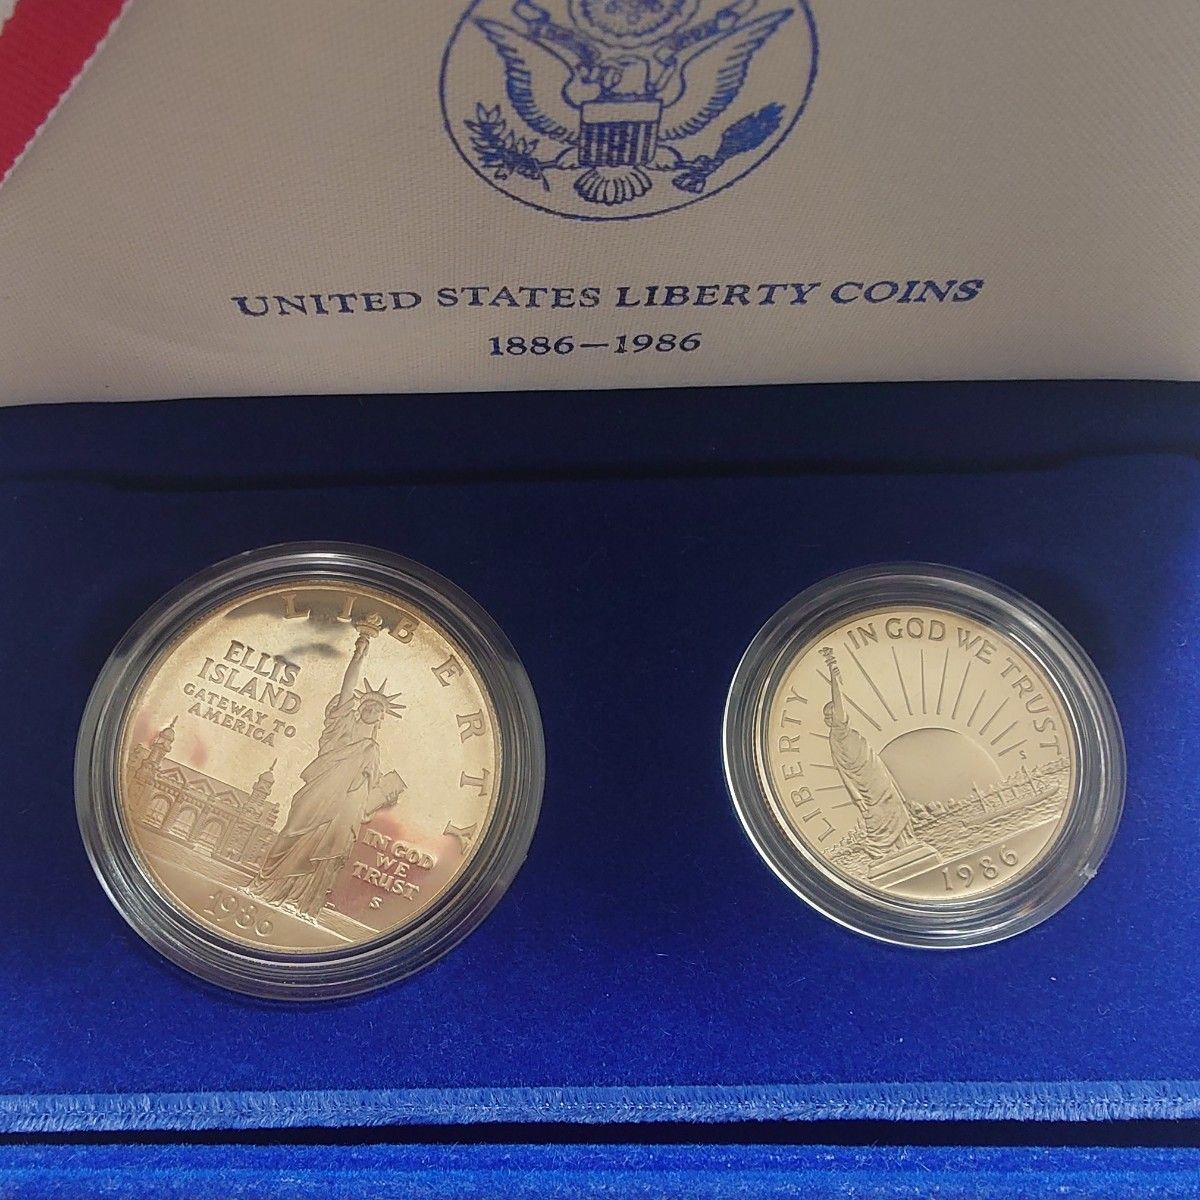 UNITED STATES LIBERTY COINS
1886–1986
LIBERTY
ELLIS
ISLAND
GATEWAY TO
AMERICA
IN GOD
WE
TRUST
S
1986
IN GOD WE TRUST
LIBERTY
S
1986